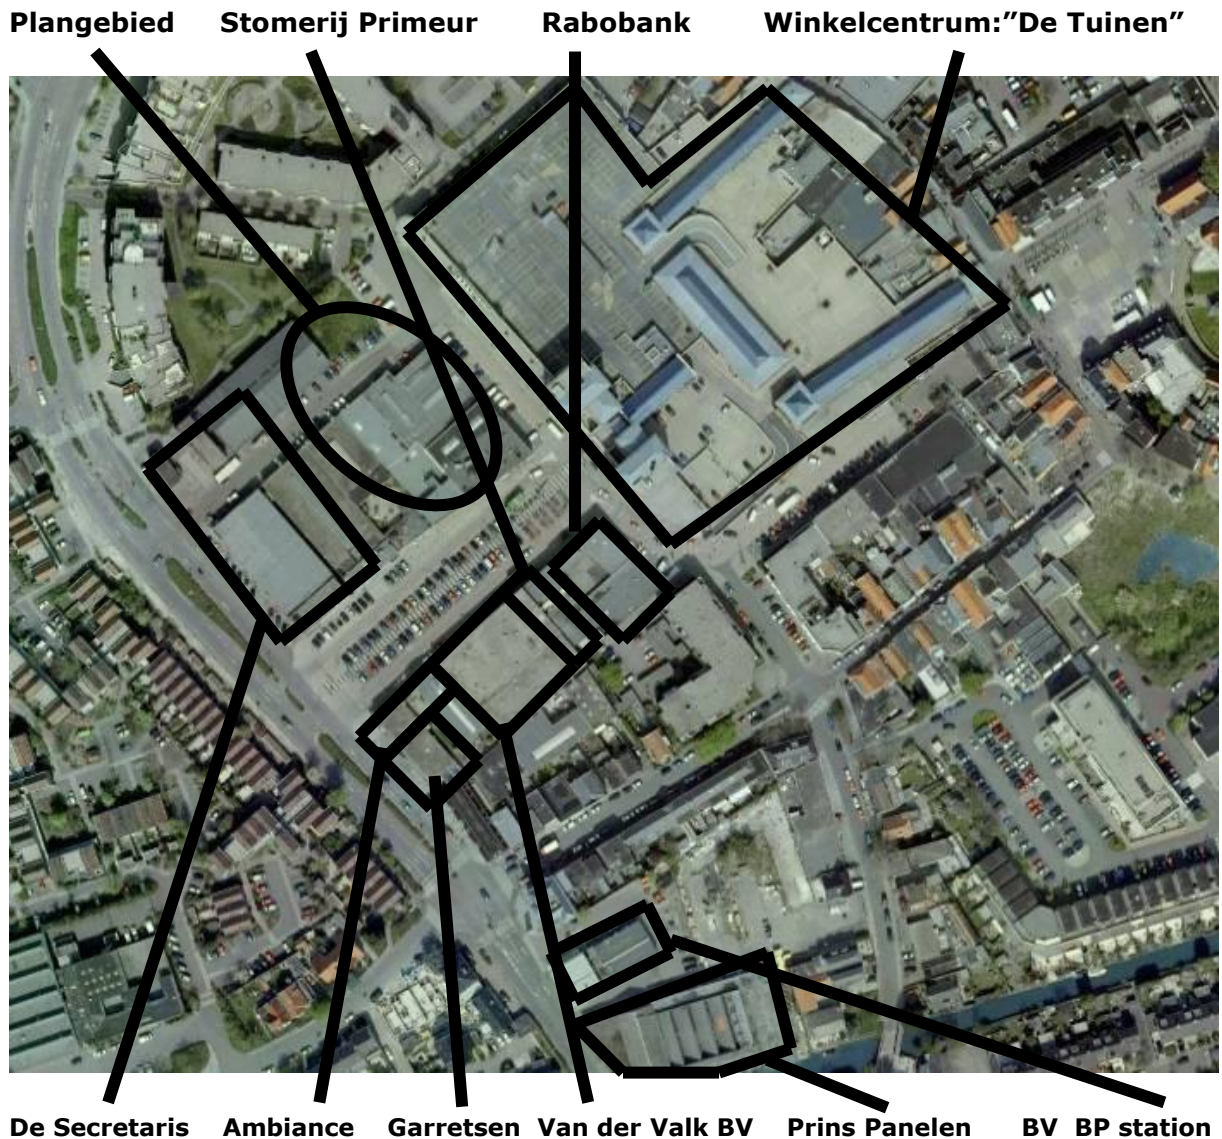 Plangebied Stomerij Primeur Rabobank Winkelcentrum:”De Tuinen”
De Secretaris Ambiance Garretsen Van der Valk BV Prins Panelen BV BP station